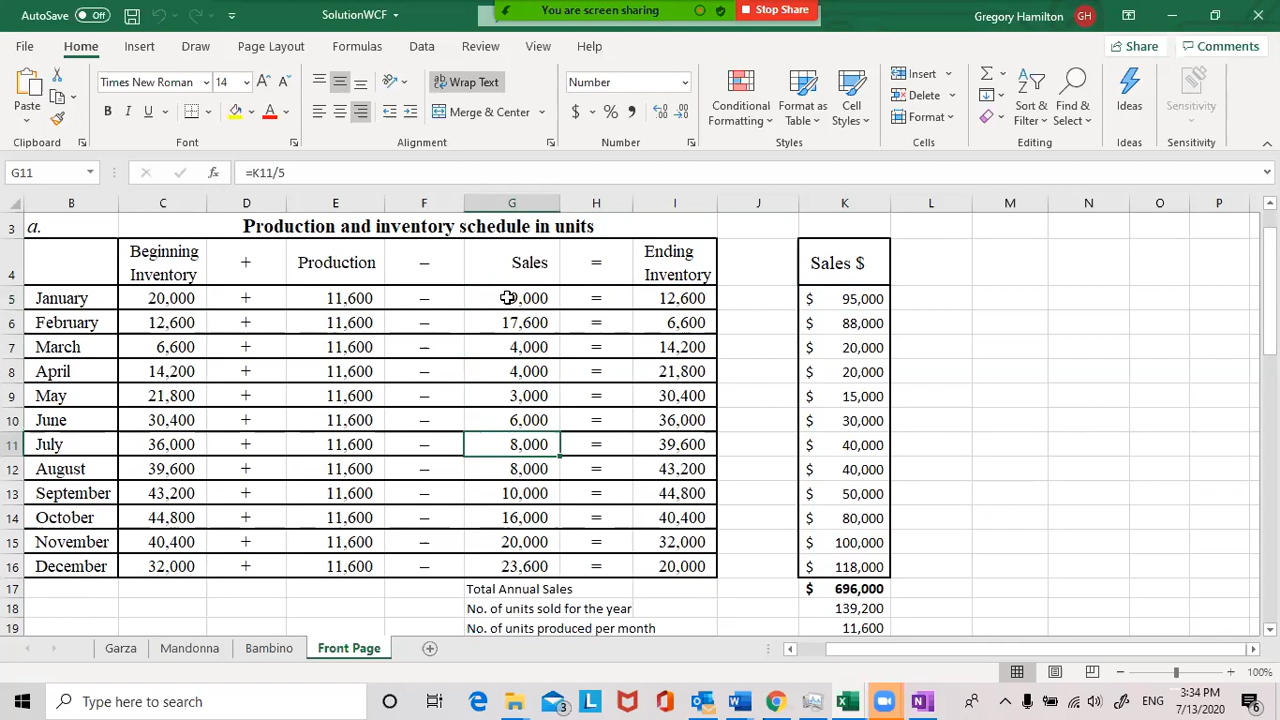 AutoSave Off SolutionWCF You are screen sharing Stop Share Gregory Hamilton GH
File Home Insert Draw Page Layout Formulas Data Review View Help Share Comments
Paste Times New Roman 14 A A Wrap Text Number Conditional Formatting Format as Table Cell Styles Insert Sort & Filter Find & Select Ideas Sensitivity
B I U A Merge & Center $ % , Delete
Format
Clipboard Font Alignment Number Styles Cells Editing Ideas Sensitivity
G11 fx =K11/5
B C D E F G H I J K L M N O P
3 a. Production and inventory schedule in units
4 Beginning Inventory + Production – Sales = Ending Inventory Sales $
5 January 20,000 + 11,600 – ,000 = 12,600 $ 95,000
6 February 12,600 + 11,600 – 17,600 = 6,600 $ 88,000
7 March 6,600 + 11,600 – 4,000 = 14,200 $ 20,000
8 April 14,200 + 11,600 – 4,000 = 21,800 $ 20,000
9 May 21,800 + 11,600 – 3,000 = 30,400 $ 15,000
10 June 30,400 + 11,600 – 6,000 = 36,000 $ 30,000
11 July 36,000 + 11,600 – 8,000 = 39,600 $ 40,000
12 August 39,600 + 11,600 – 8,000 = 43,200 $ 40,000
13 September 43,200 + 11,600 – 10,000 = 44,800 $ 50,000
14 October 44,800 + 11,600 – 16,000 = 40,400 $ 80,000
15 November 40,400 + 11,600 – 20,000 = 32,000 $ 100,000
16 December 32,000 + 11,600 – 23,600 = 20,000 $ 118,000
17 Total Annual Sales $ 696,000
18 No. of units sold for the year 139,200
19 No. of units produced per month 11,600
Garza Mandonna Bambino Front Page
100%
Type here to search 3 ENG 3:34 PM 7/13/2020 6